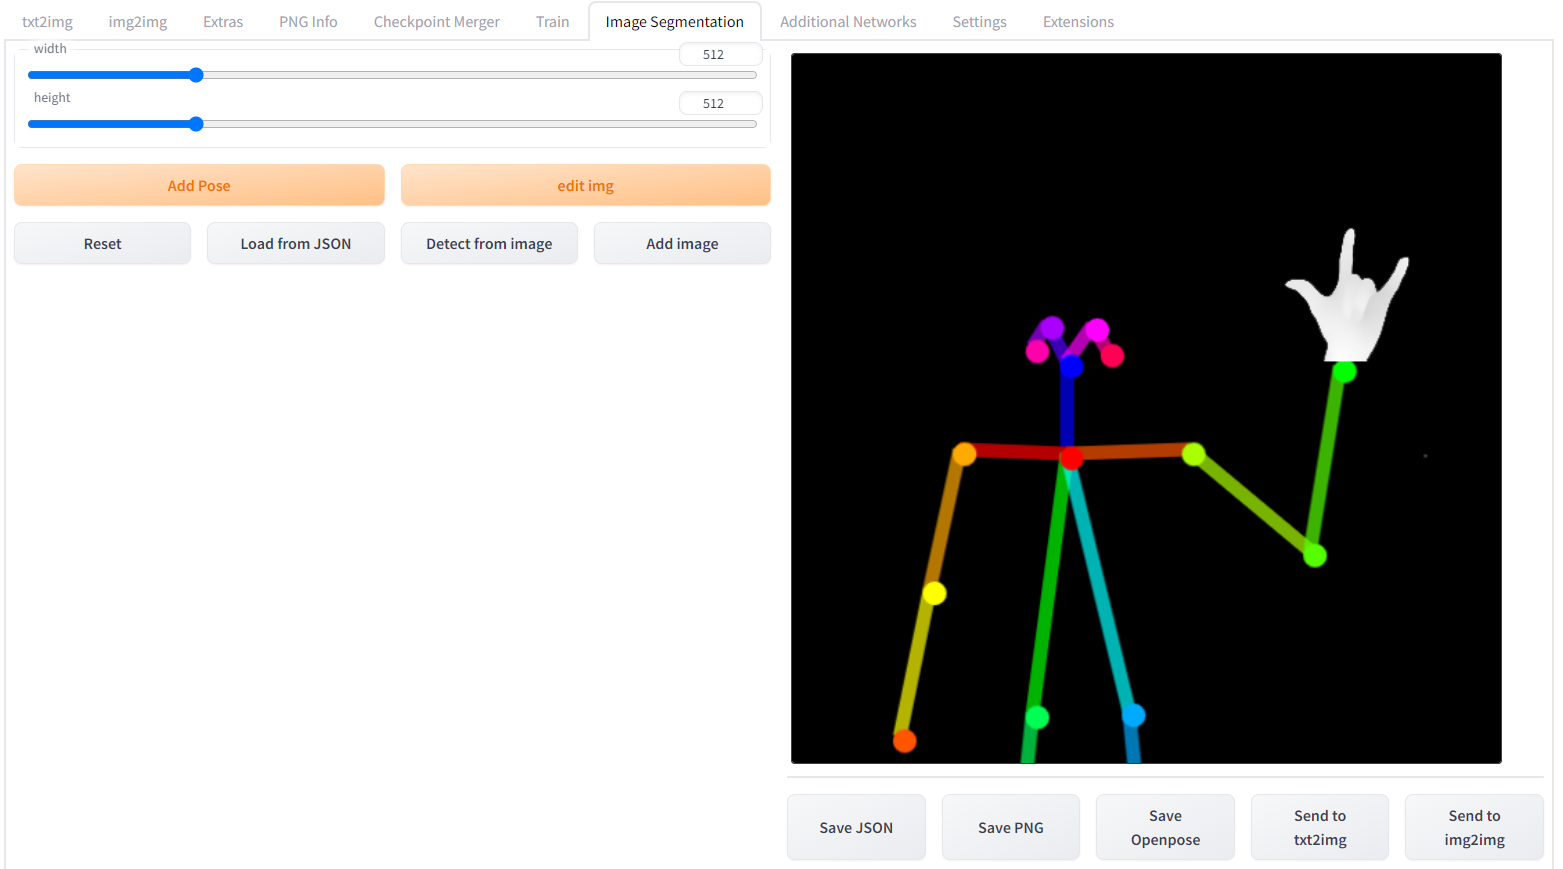 txt2img img2img Extras PNG Info Checkpoint Merger Train Image Segmentation Additional Networks Settings Extensions
width 512
height 512
Add Pose edit img
Reset Load from JSON Detect from image Add image
Save JSON Save PNG Save Openpose Send to txt2img Send to img2img